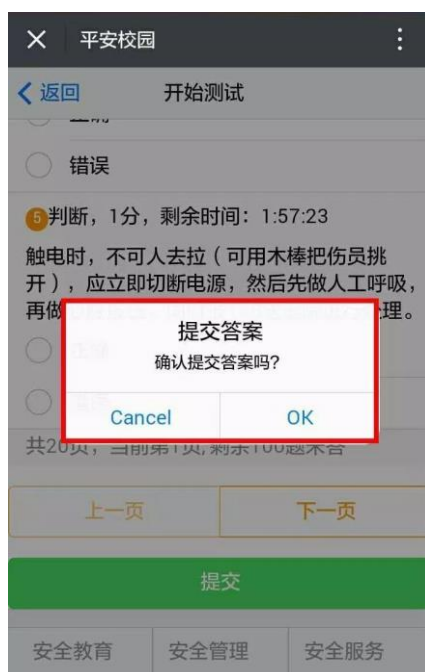 平安校园
返回
开始测试
错误
5判断，1分，剩余时间：1:57:23
触电时，不可人去拉（可用木棒把伤员挑
开），应立即切断电源，然后先做人工呼吸，
再做
处理。
提交答案
确认提交答案吗？
Cancel
OK
共20页，当前第1页,剩余100题未答
上一页
下一页
提交
安全教育
安全管理
安全服务